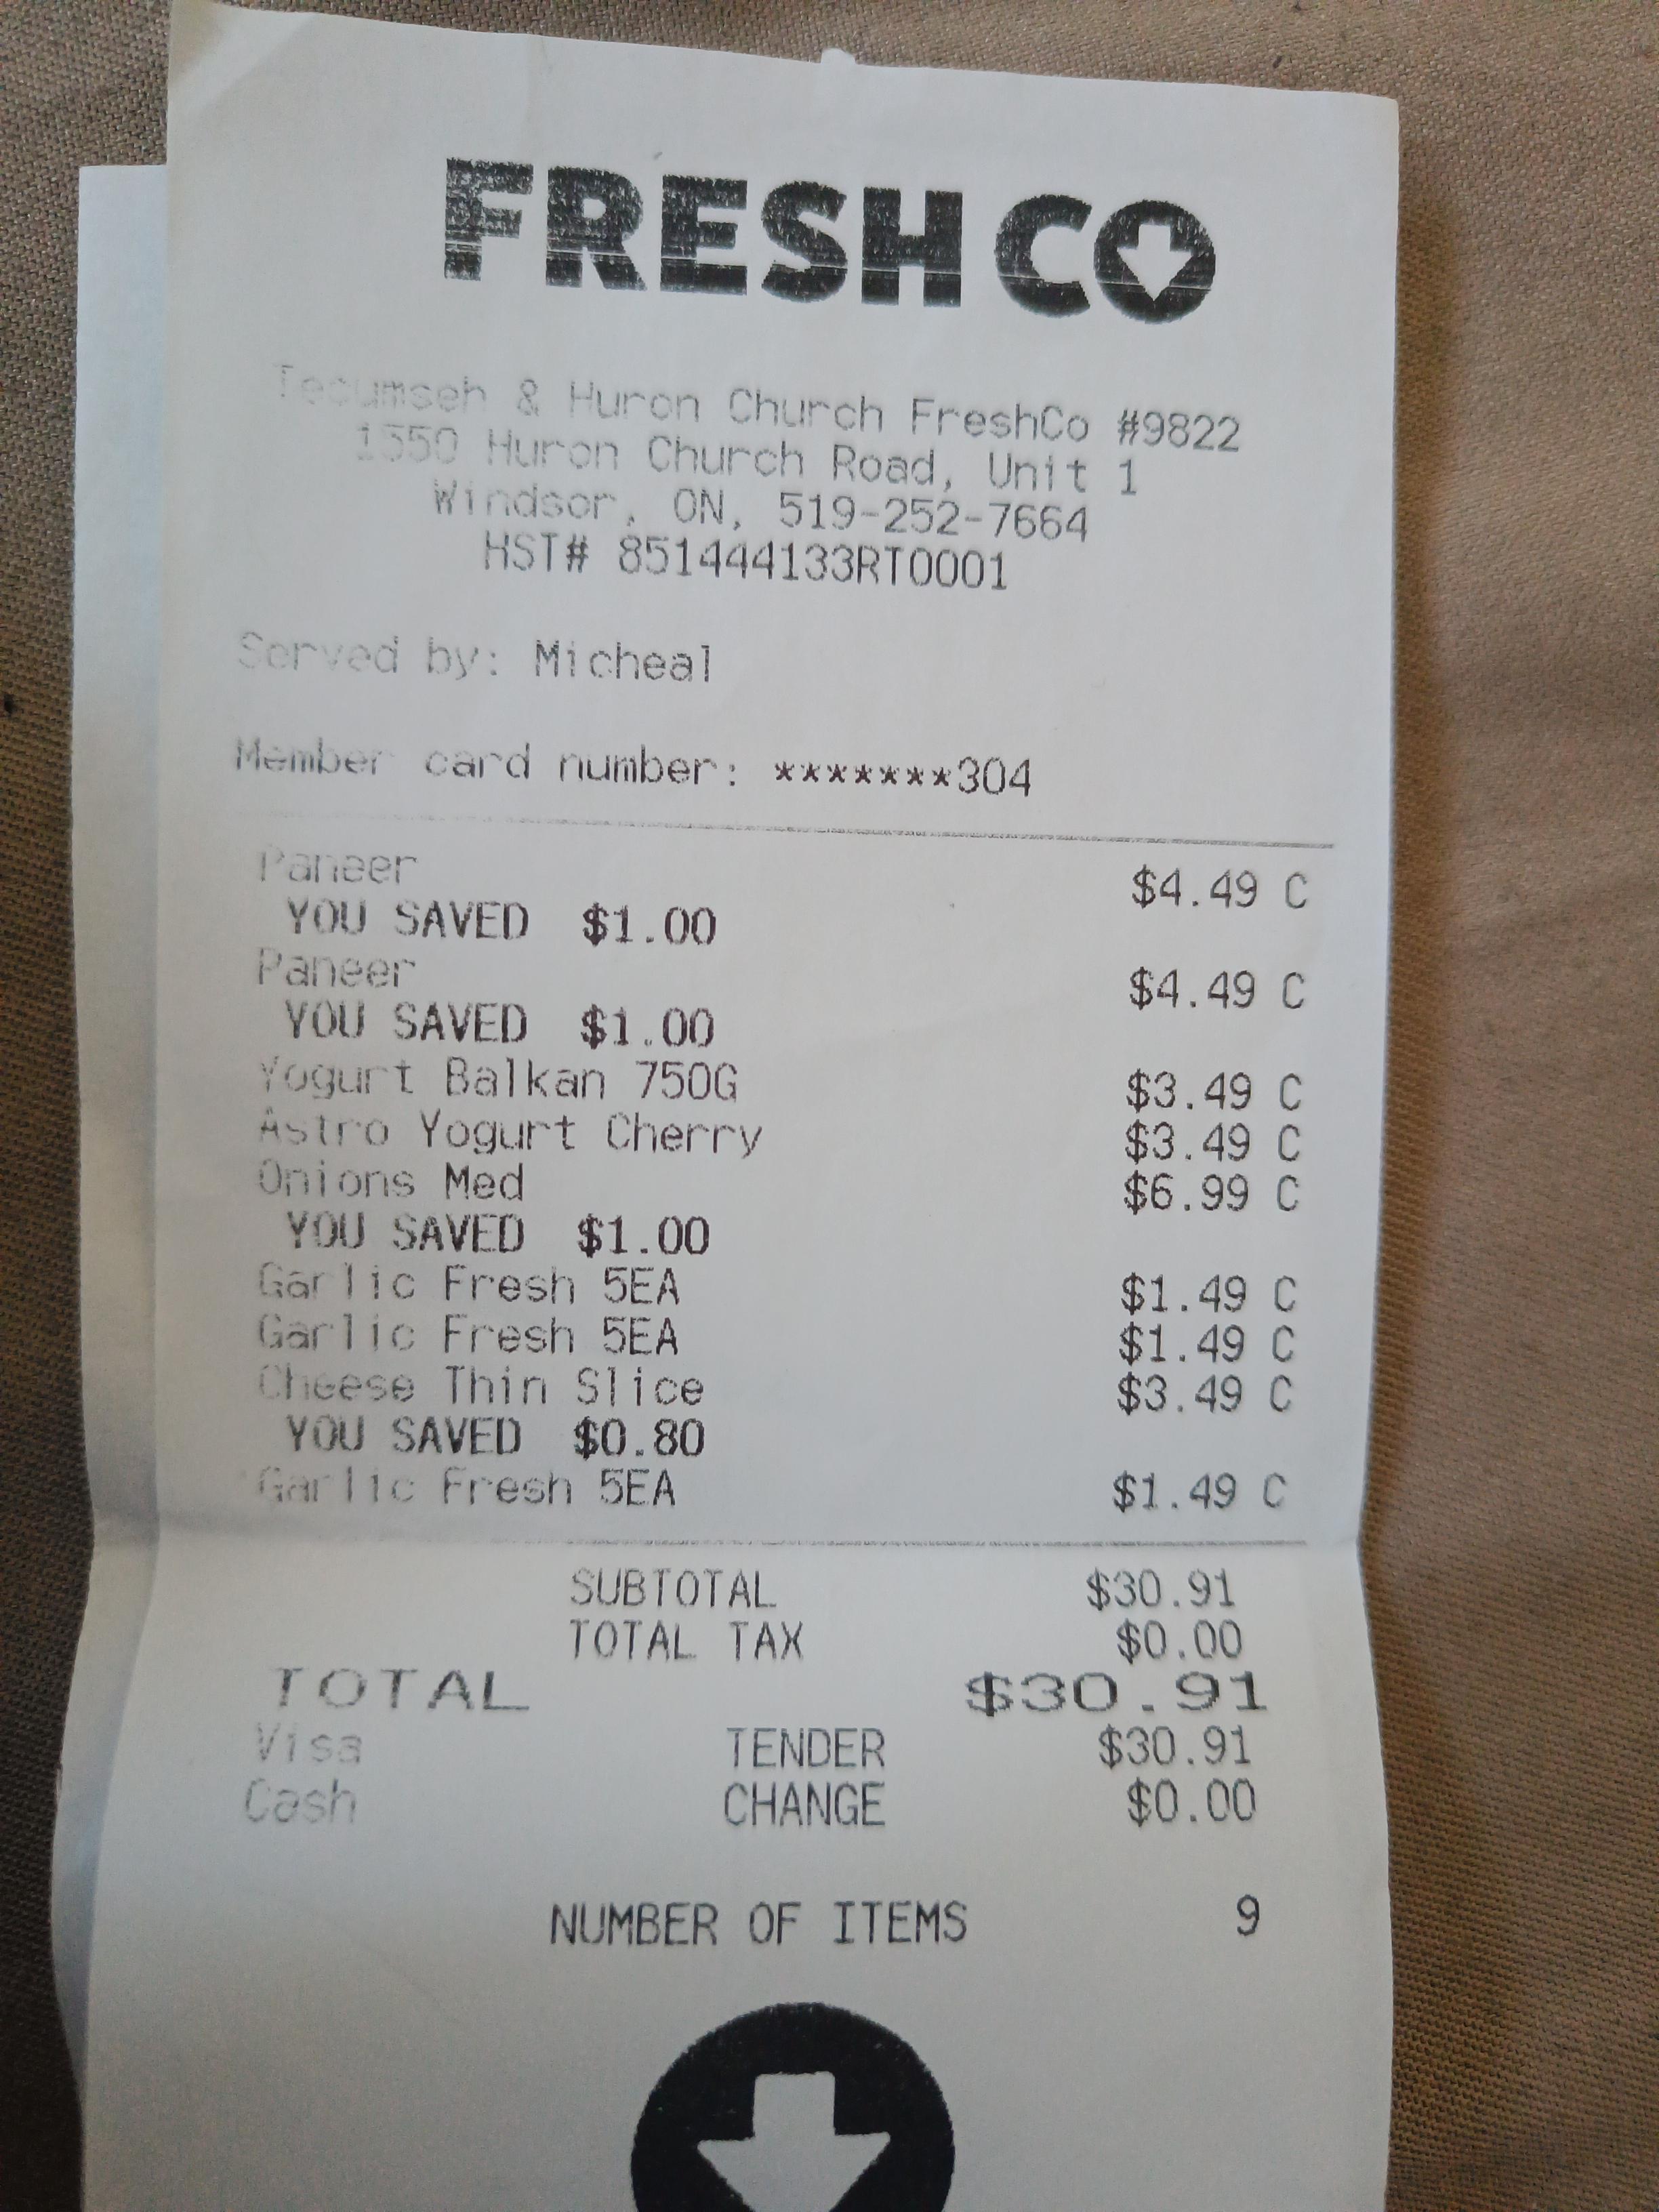 FRESHCO
Tecumseh & Huron Church FreshCo #9822
1550 Huron Church Road, Unit 1
Windsor, ON, 519-252-7664
HST# 851444133RT0001
Served by: Micheal
Member card number: *******304
Paneer $4.49 C
YOU SAVED $1.00
Paneer $4.49 C
YOU SAVED $1.00
Yogurt Balkan 750G $3.49 C
Astro Yogurt Cherry $3.49 C
Onions Med $6.99 C
YOU SAVED $1.00
Garlic Fresh 5EA $1.49 C
Garlic Fresh 5EA $1.49 C
Cheese Thin Slice $3.49 C
YOU SAVED $0.80
Garlic Fresh 5EA $1.49 C
SUBTOTAL $30.91
TOTAL TAX $0.00
TOTAL $30.91
Visa TENDER $30.91
Cash CHANGE $0.00
NUMBER OF ITEMS 9